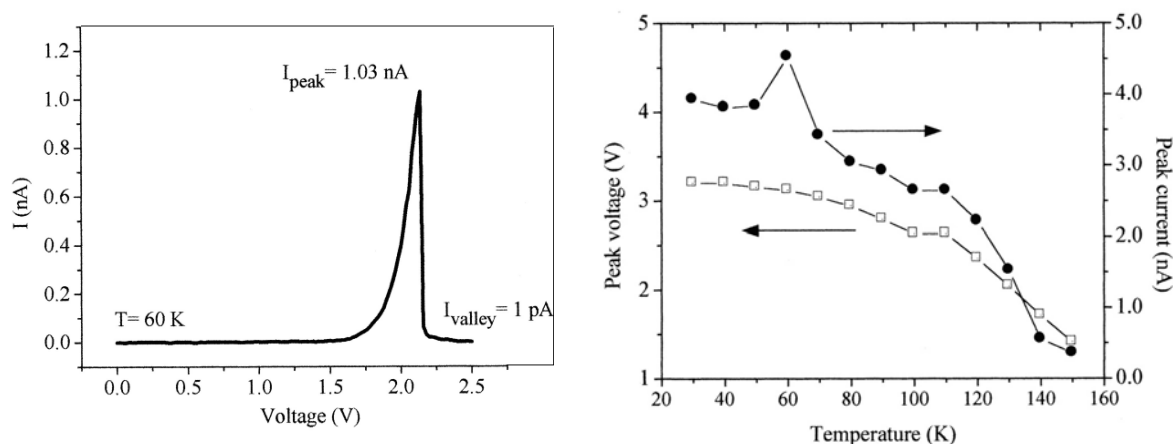 1.2
1.0
0.8
0.6
0.4
0.2
0.0
I (nA)
I_peak= 1.03 nA
T= 60 K
I_valley= 1 pA
0.0 0.5 1.0 1.5 2.0 2.5
Voltage (V)
5
4
3
2
1
Peak voltage (V)
5.0
4.0
3.0
2.0
1.0
0.0
Peak current (nA)
20 40 60 80 100 120 140 160
Temperature (K)